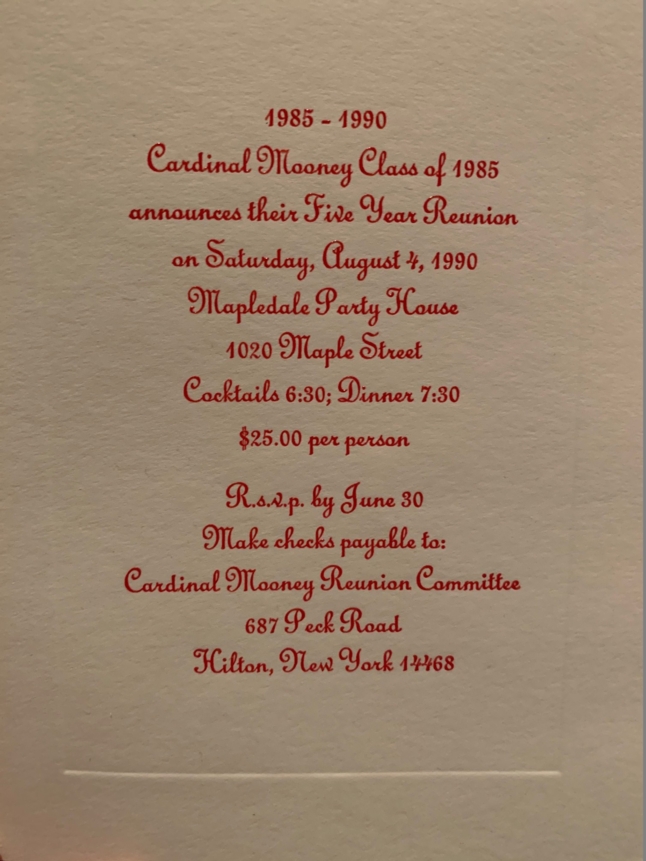 1985 - 1990
Cardinal Mooney Class of 1985
announces their Five Year Reunion
on Saturday, August 4, 1990
Mapledale Party House
1020 Maple Street
Cocktails 6:30; Dinner 7:30
$25.00 per person
R.s.v.p. by June 30
Make checks payable to:
Cardinal Mooney Reunion Committee
687 Peck Road
Hilton, New York 14468